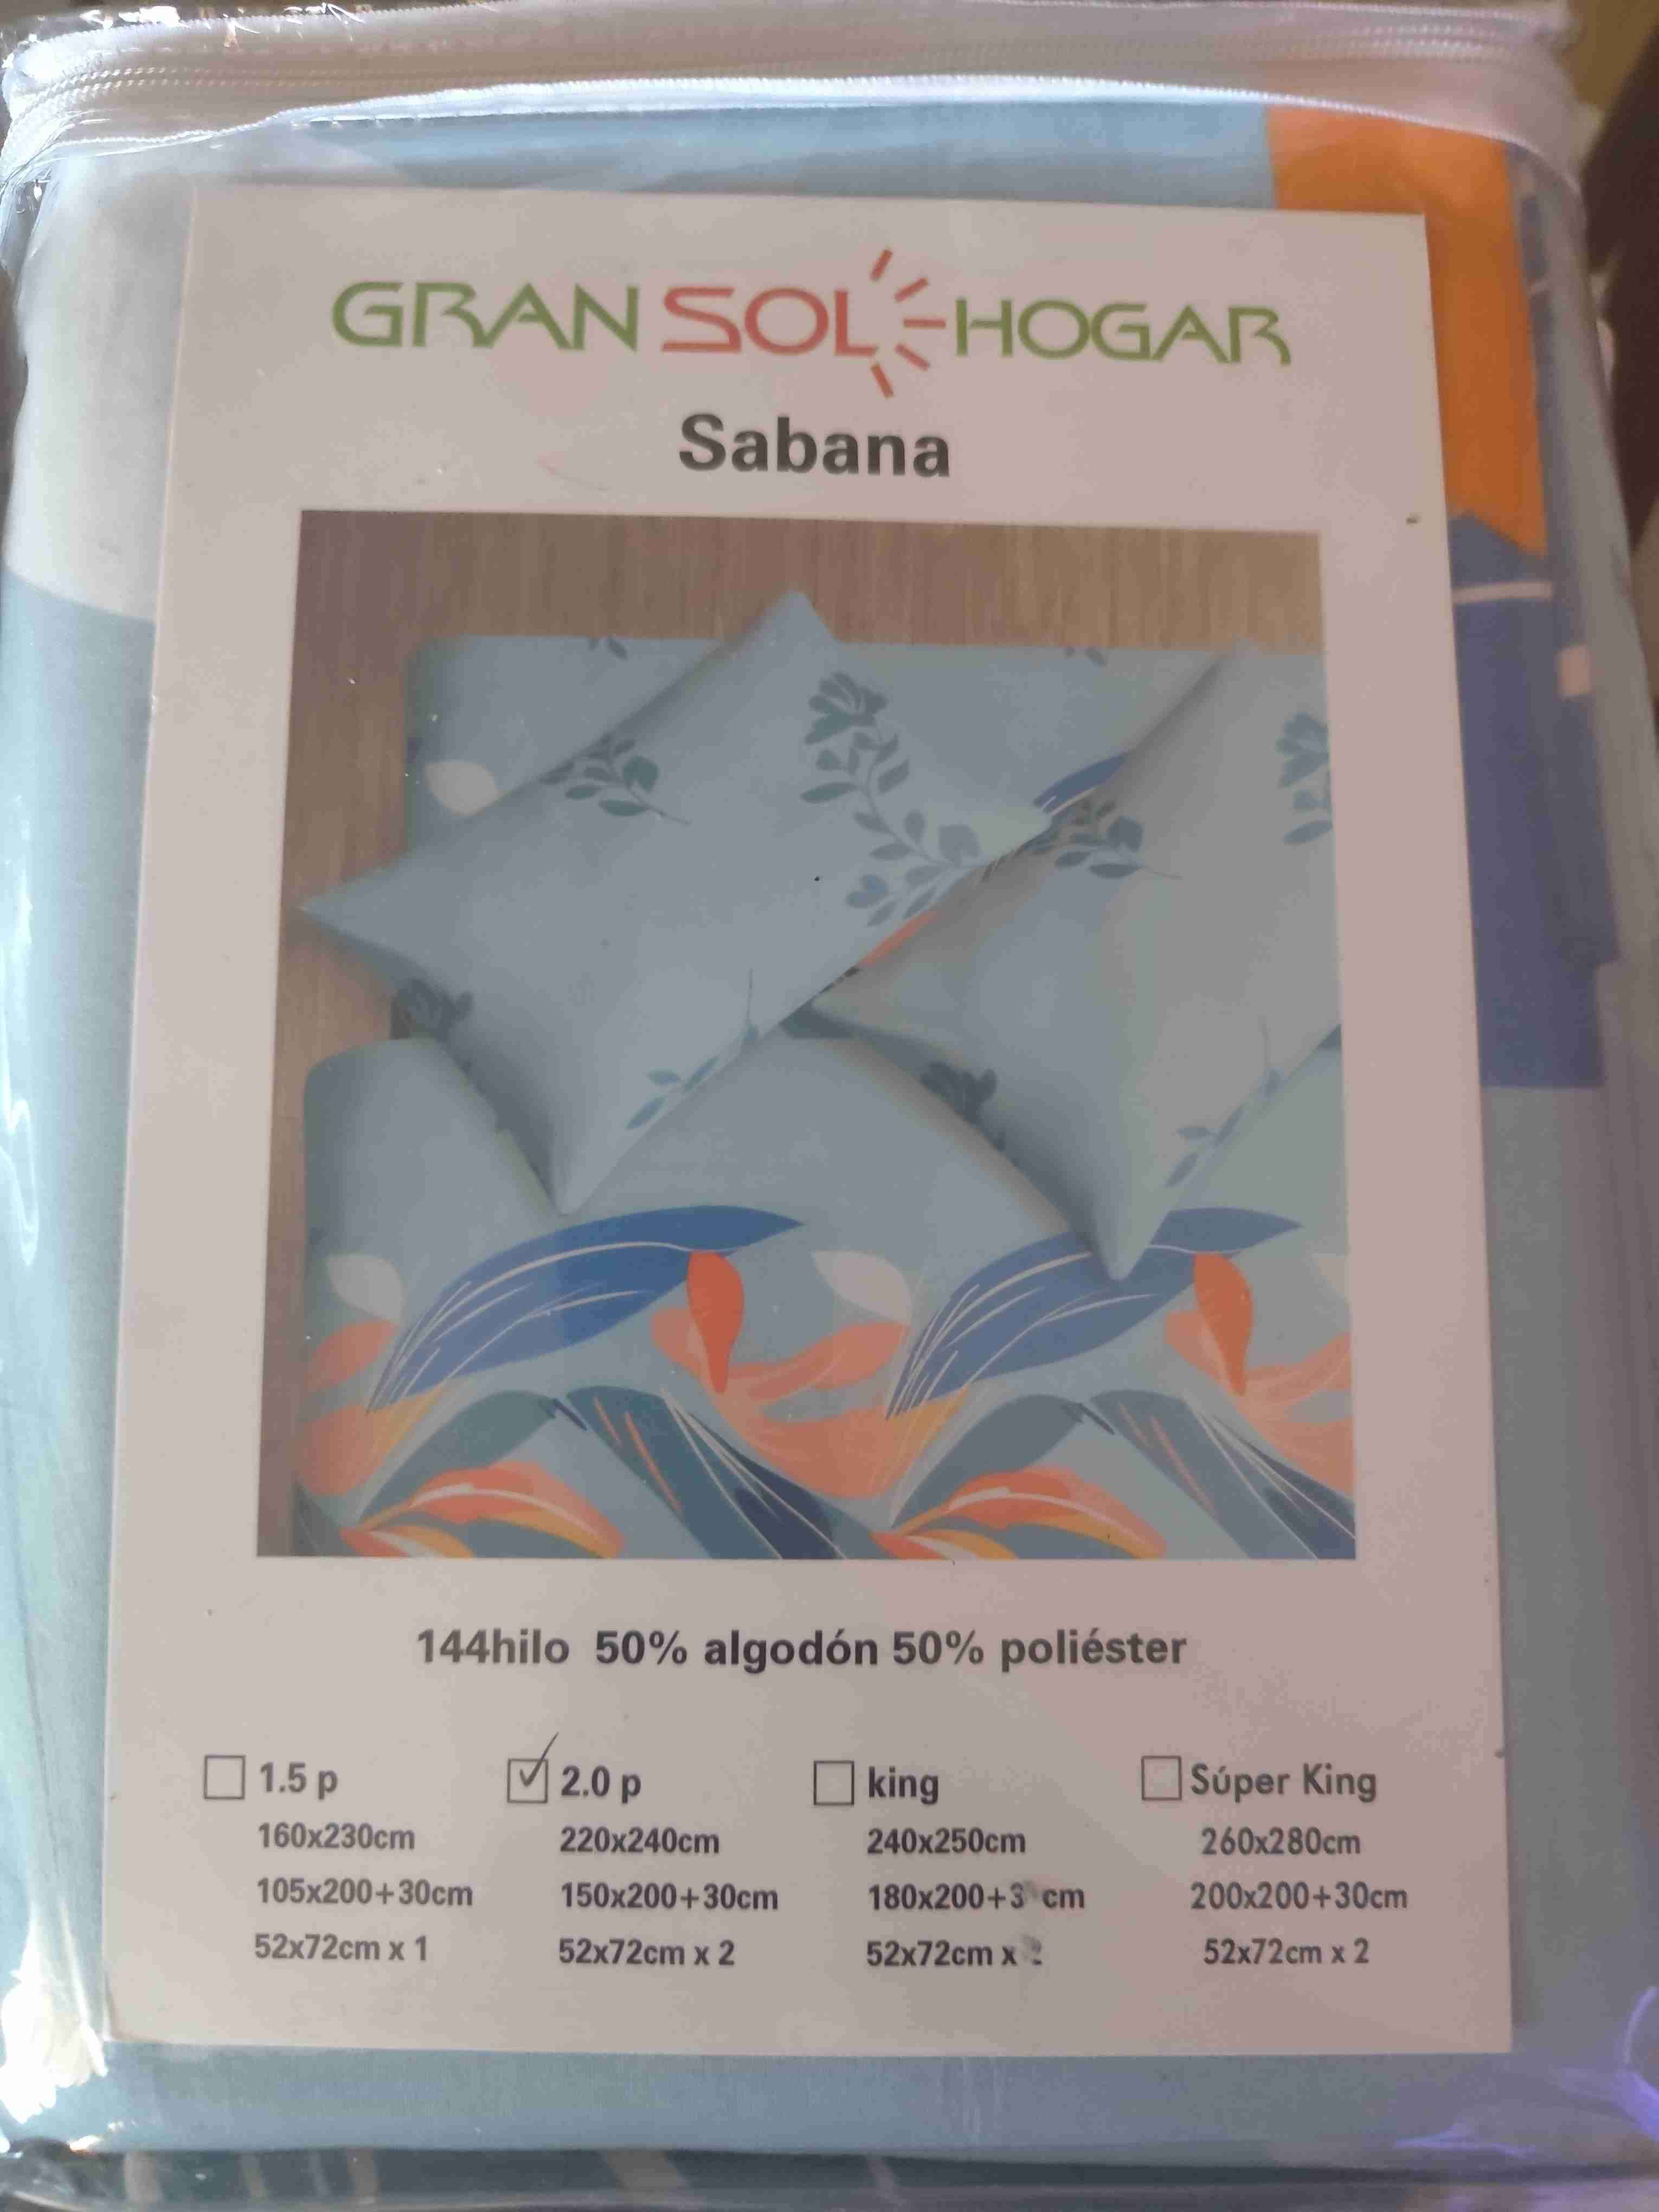 GRAN SOL HOGAR
Sabana
144hilo 50% algodón 50% poliéster
1.5 p 2.0 p king Súper King
160x230cm 220x240cm 240x250cm 260x280cm
105x200+30cm 150x200+30cm 200x200+30cm
52x72cm x 1 52x72cm x 2 52x72cm x 52x72cm x 2